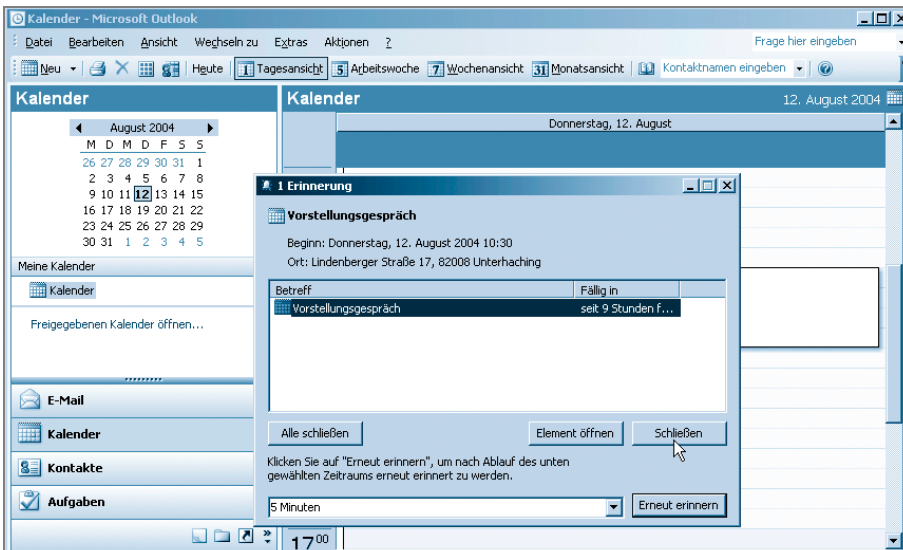 Kalender - Microsoft Outlook
Datei Bearbeiten Ansicht Wechseln zu Extras Aktionen ? Frage hier eingeben
Neu Heute 1 Tagesansicht 5 Arbeitswoche 7 Wochenansicht 31 Monatsansicht Kontaktnamen eingeben
Kalender
August 2004
M D M D F S S
26 27 28 29 30 31 1
2 3 4 5 6 7 8
9 10 11 12 13 14 15
16 17 18 19 20 21 22
23 24 25 26 27 28 29
30 31 1 2 3 4 5
Meine Kalender
Kalender
Freigegebenen Kalender öffnen...
E-Mail
Kalender
Kontakte
Aufgaben
Kalender 12. August 2004
Donnerstag, 12. August
1 Erinnerung
Vorstellungsgespräch
Beginn: Donnerstag, 12. August 2004 10:30
Ort: Lindenberger Straße 17, 82008 Unterhaching
Betreff Fällig in
Vorstellungsgespräch seit 9 Stunden f...
Alle schließen Element öffnen Schließen
Klicken Sie auf "Erneut erinnern", um nach Ablauf des unten
gewählten Zeitraums erneut erinnert zu werden.
5 Minuten Erneut erinnern
17 00